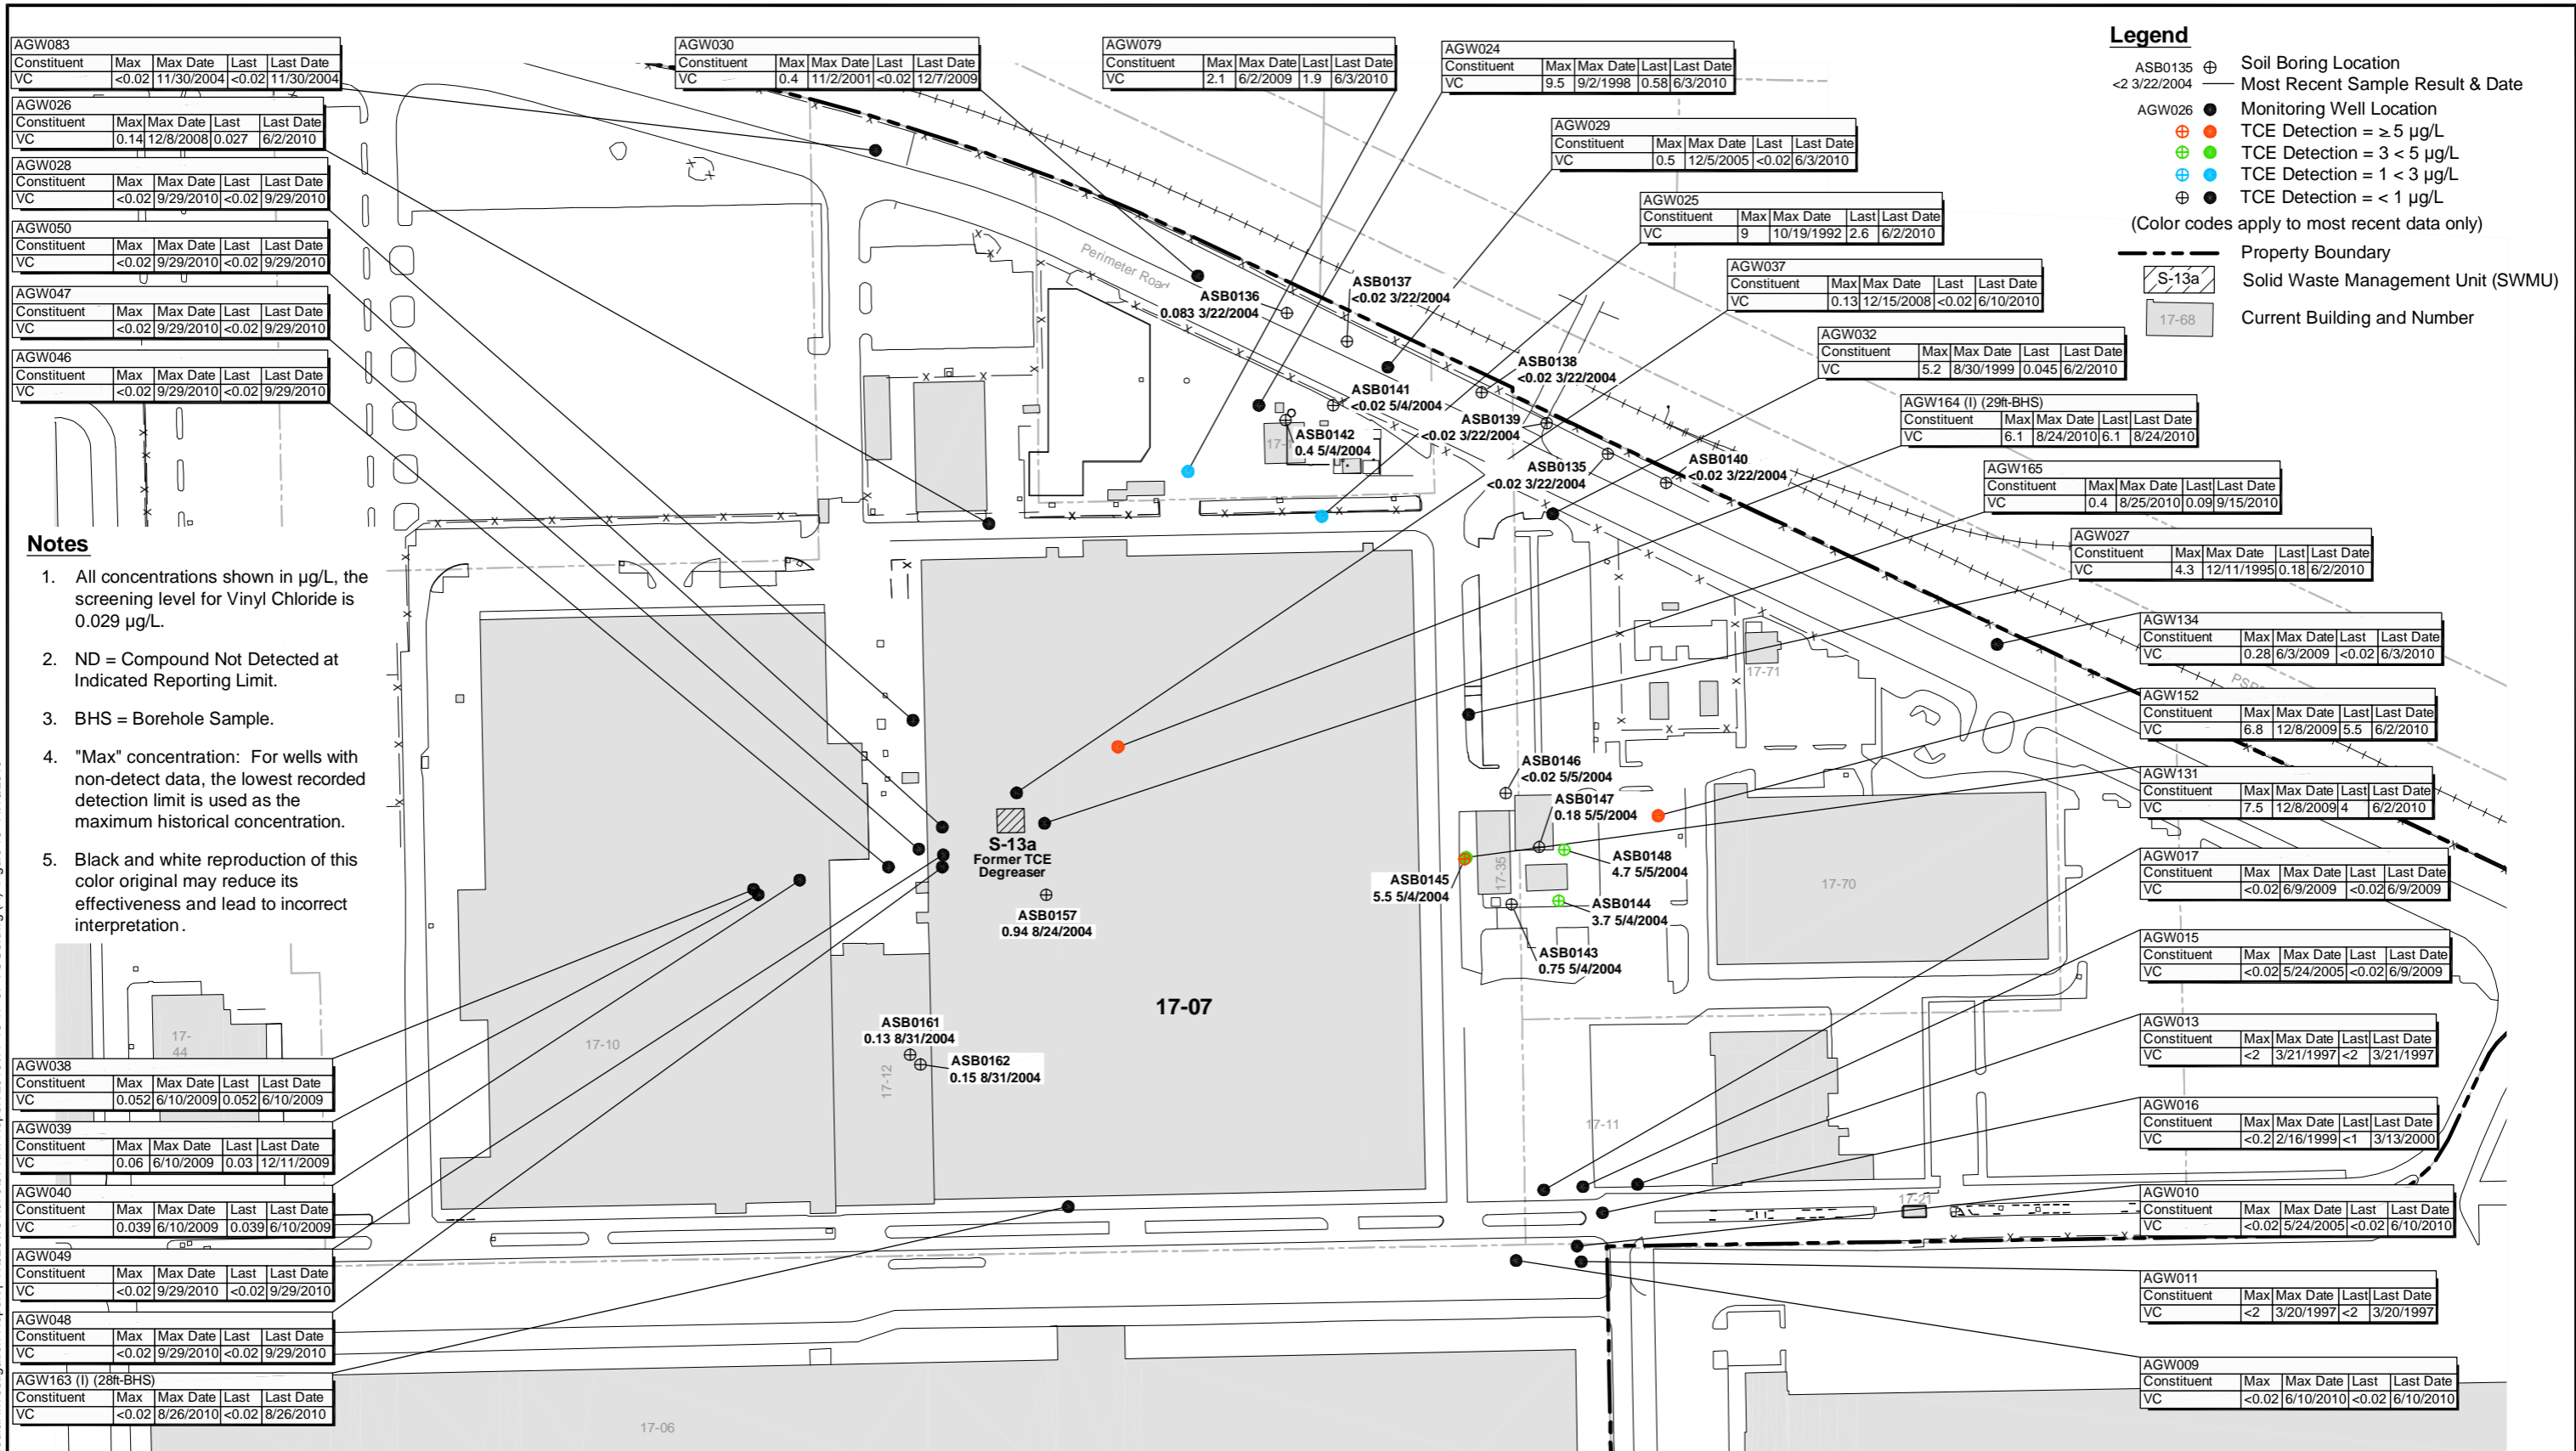 AGW083
Constituent Max Max Date Last Last Date
VC <0.02 11/30/2004 <0.02 11/30/2004
AGW026
Constituent Max Max Date Last Last Date
VC 0.14 12/8/2008 0.027 6/2/2010
AGW028
Constituent Max Max Date Last Last Date
VC <0.02 9/29/2010 <0.02 9/29/2010
AGW050
Constituent Max Max Date Last Last Date
VC <0.02 9/29/2010 <0.02 9/29/2010
AGW047
Constituent Max Max Date Last Last Date
VC <0.02 9/29/2010 <0.02 9/29/2010
AGW046
Constituent Max Max Date Last Last Date
VC <0.02 9/29/2010 <0.02 9/29/2010
AGW030
Constituent Max Max Date Last Last Date
VC 0.4 11/2/2001 <0.02 12/7/2009
AGW079
Constituent Max Max Date Last Last Date
VC 2.1 6/2/2009 1.9 6/3/2010
AGW024
Constituent Max Max Date Last Last Date
VC 9.5 9/2/1998 0.58 6/3/2010
AGW029
Constituent Max Max Date Last Last Date
VC 0.5 12/5/2005 <0.02 6/3/2010
AGW025
Constituent Max Max Date Last Last Date
VC 9 10/19/1992 2.6 6/2/2010
AGW037
Constituent Max Max Date Last Last Date
VC 0.13 12/15/2008 <0.02 6/10/2010
AGW032
Constituent Max Max Date Last Last Date
VC 5.2 8/30/1999 0.045 6/2/2010
AGW164 (I) (29ft-BHS)
Constituent Max Max Date Last Last Date
VC 6.1 8/24/2010 6.1 8/24/2010
AGW165
Constituent Max Max Date Last Last Date
VC 0.4 8/25/2010 0.09 9/15/2010
AGW027
Constituent Max Max Date Last Last Date
VC 4.3 12/11/1995 0.18 6/2/2010
AGW134
Constituent Max Max Date Last Last Date
VC 0.28 6/3/2009 <0.02 6/3/2010
AGW152
Constituent Max Max Date Last Last Date
VC 6.8 12/8/2009 5.5 6/2/2010
AGW131
Constituent Max Max Date Last Last Date
VC 7.5 12/8/2009 4 6/2/2010
AGW017
Constituent Max Max Date Last Last Date
VC <0.02 6/9/2009 <0.02 6/9/2009
AGW015
Constituent Max Max Date Last Last Date
VC <0.02 5/24/2005 <0.02 6/9/2009
AGW013
Constituent Max Max Date Last Last Date
VC <2 3/21/1997 <2 3/21/1997
AGW016
Constituent Max Max Date Last Last Date
VC <0.2 2/16/1999 <1 3/13/2000
AGW010
Constituent Max Max Date Last Last Date
VC <0.02 5/24/2005 <0.02 6/10/2010
AGW011
Constituent Max Max Date Last Last Date
VC <2 3/20/1997 <2 3/20/1997
AGW009
Constituent Max Max Date Last Last Date
VC <0.02 6/10/2010 <0.02 6/10/2010
Legend
ASB0135 Soil Boring Location
<2 3/22/2004 Most Recent Sample Result & Date
AGW026 Monitoring Well Location
TCE Detection = ≥ 5 µg/L
TCE Detection = 3 < 5 µg/L
TCE Detection = 1 < 3 µg/L
TCE Detection = < 1 µg/L
(Color codes apply to most recent data only)
Property Boundary
S-13a Solid Waste Management Unit (SWMU)
17-68 Current Building and Number
Notes
1. All concentrations shown in µg/L, the
screening level for Vinyl Chloride is
0.029 µg/L.
2. ND = Compound Not Detected at
Indicated Reporting Limit.
3. BHS = Borehole Sample.
4. "Max" concentration: For wells with
non-detect data, the lowest recorded
detection limit is used as the
maximum historical concentration.
5. Black and white reproduction of this
color original may reduce its
effectiveness and lead to incorrect
interpretation.
AGW038
Constituent Max Max Date Last Last Date
VC 0.052 6/10/2009 0.052 6/10/2009
AGW039
Constituent Max Max Date Last Last Date
VC 0.06 6/10/2009 0.03 12/11/2009
AGW040
Constituent Max Max Date Last Last Date
VC 0.039 6/10/2009 0.039 6/10/2009
AGW049
Constituent Max Max Date Last Last Date
VC <0.02 9/29/2010 <0.02 9/29/2010
AGW048
Constituent Max Max Date Last Last Date
VC <0.02 9/29/2010 <0.02 9/29/2010
AGW163 (I) (28ft-BHS)
Constituent Max Max Date Last Last Date
VC <0.02 8/26/2010 <0.02 8/26/2010
Perimeter Road
ASB0136
0.083 3/22/2004
ASB0137
<0.02 3/22/2004
ASB0138
<0.02 3/22/2004
ASB0141
<0.02 5/4/2004
ASB0139
<0.02 3/22/2004
ASB0142
0.4 5/4/2004
ASB0135
<0.02 3/22/2004
ASB0140
<0.02 3/22/2004
17-71
ASB0146
<0.02 5/5/2004
ASB0147
0.18 5/5/2004
ASB0148
4.7 5/5/2004
ASB0145
5.5 5/4/2004
17-35
ASB0144
3.7 5/4/2004
ASB0143
0.75 5/4/2004
17-70
S-13a
Former TCE
Degreaser
ASB0157
0.94 8/24/2004
17-07
ASB0161
0.13 8/31/2004
ASB0162
0.15 8/31/2004
17-10
17-12
17-
44
17-11
17-21
17-06